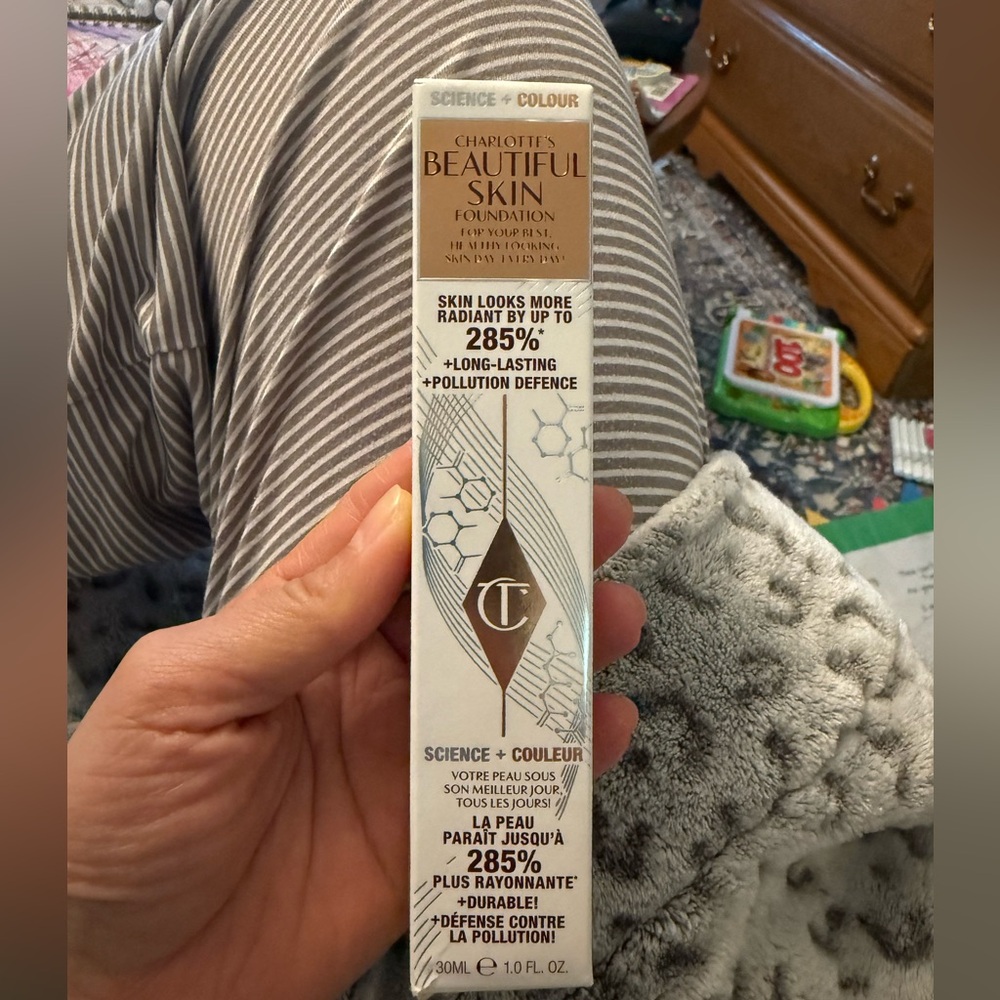 SCIENCE + COLOUR
CHARLOTTE'S
BEAUTIFUL
SKIN
FOUNDATION
FOR YOUR BEST,
HEALTHY LOOKING
SKIN DAY, EVERY DAY!
SKIN LOOKS MORE
RADIANT BY UP TO
285%*
+LONG-LASTING
+POLLUTION DEFENCE
CT
SCIENCE + COULEUR
VOTRE PEAU SOUS
SON MEILLEUR JOUR,
TOUS LES JOURS!
LA PEAU
PARAÎT JUSQU'À
285%
PLUS RAYONNANTE*
+DURABLE!
+DÉFENSE CONTRE
LA POLLUTION!
30ML e 1.0 FL. OZ.
100